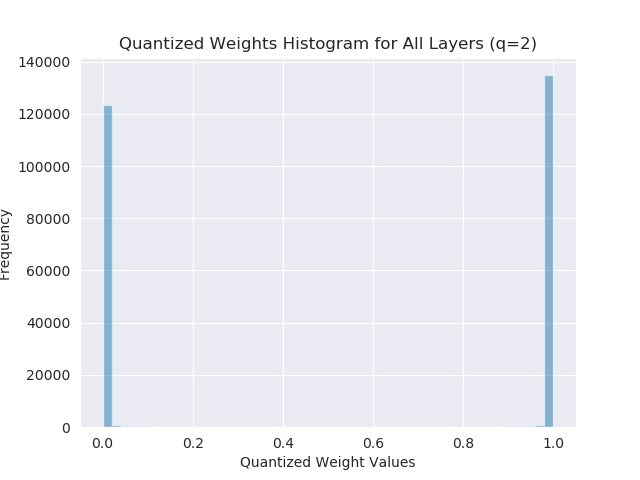 Quantized Weights Histogram for All Layers (q=2)
140000
120000
100000
80000
60000
40000
20000
0
Frequency
0.0 0.2 0.4 0.6 0.8 1.0
Quantized Weight Values